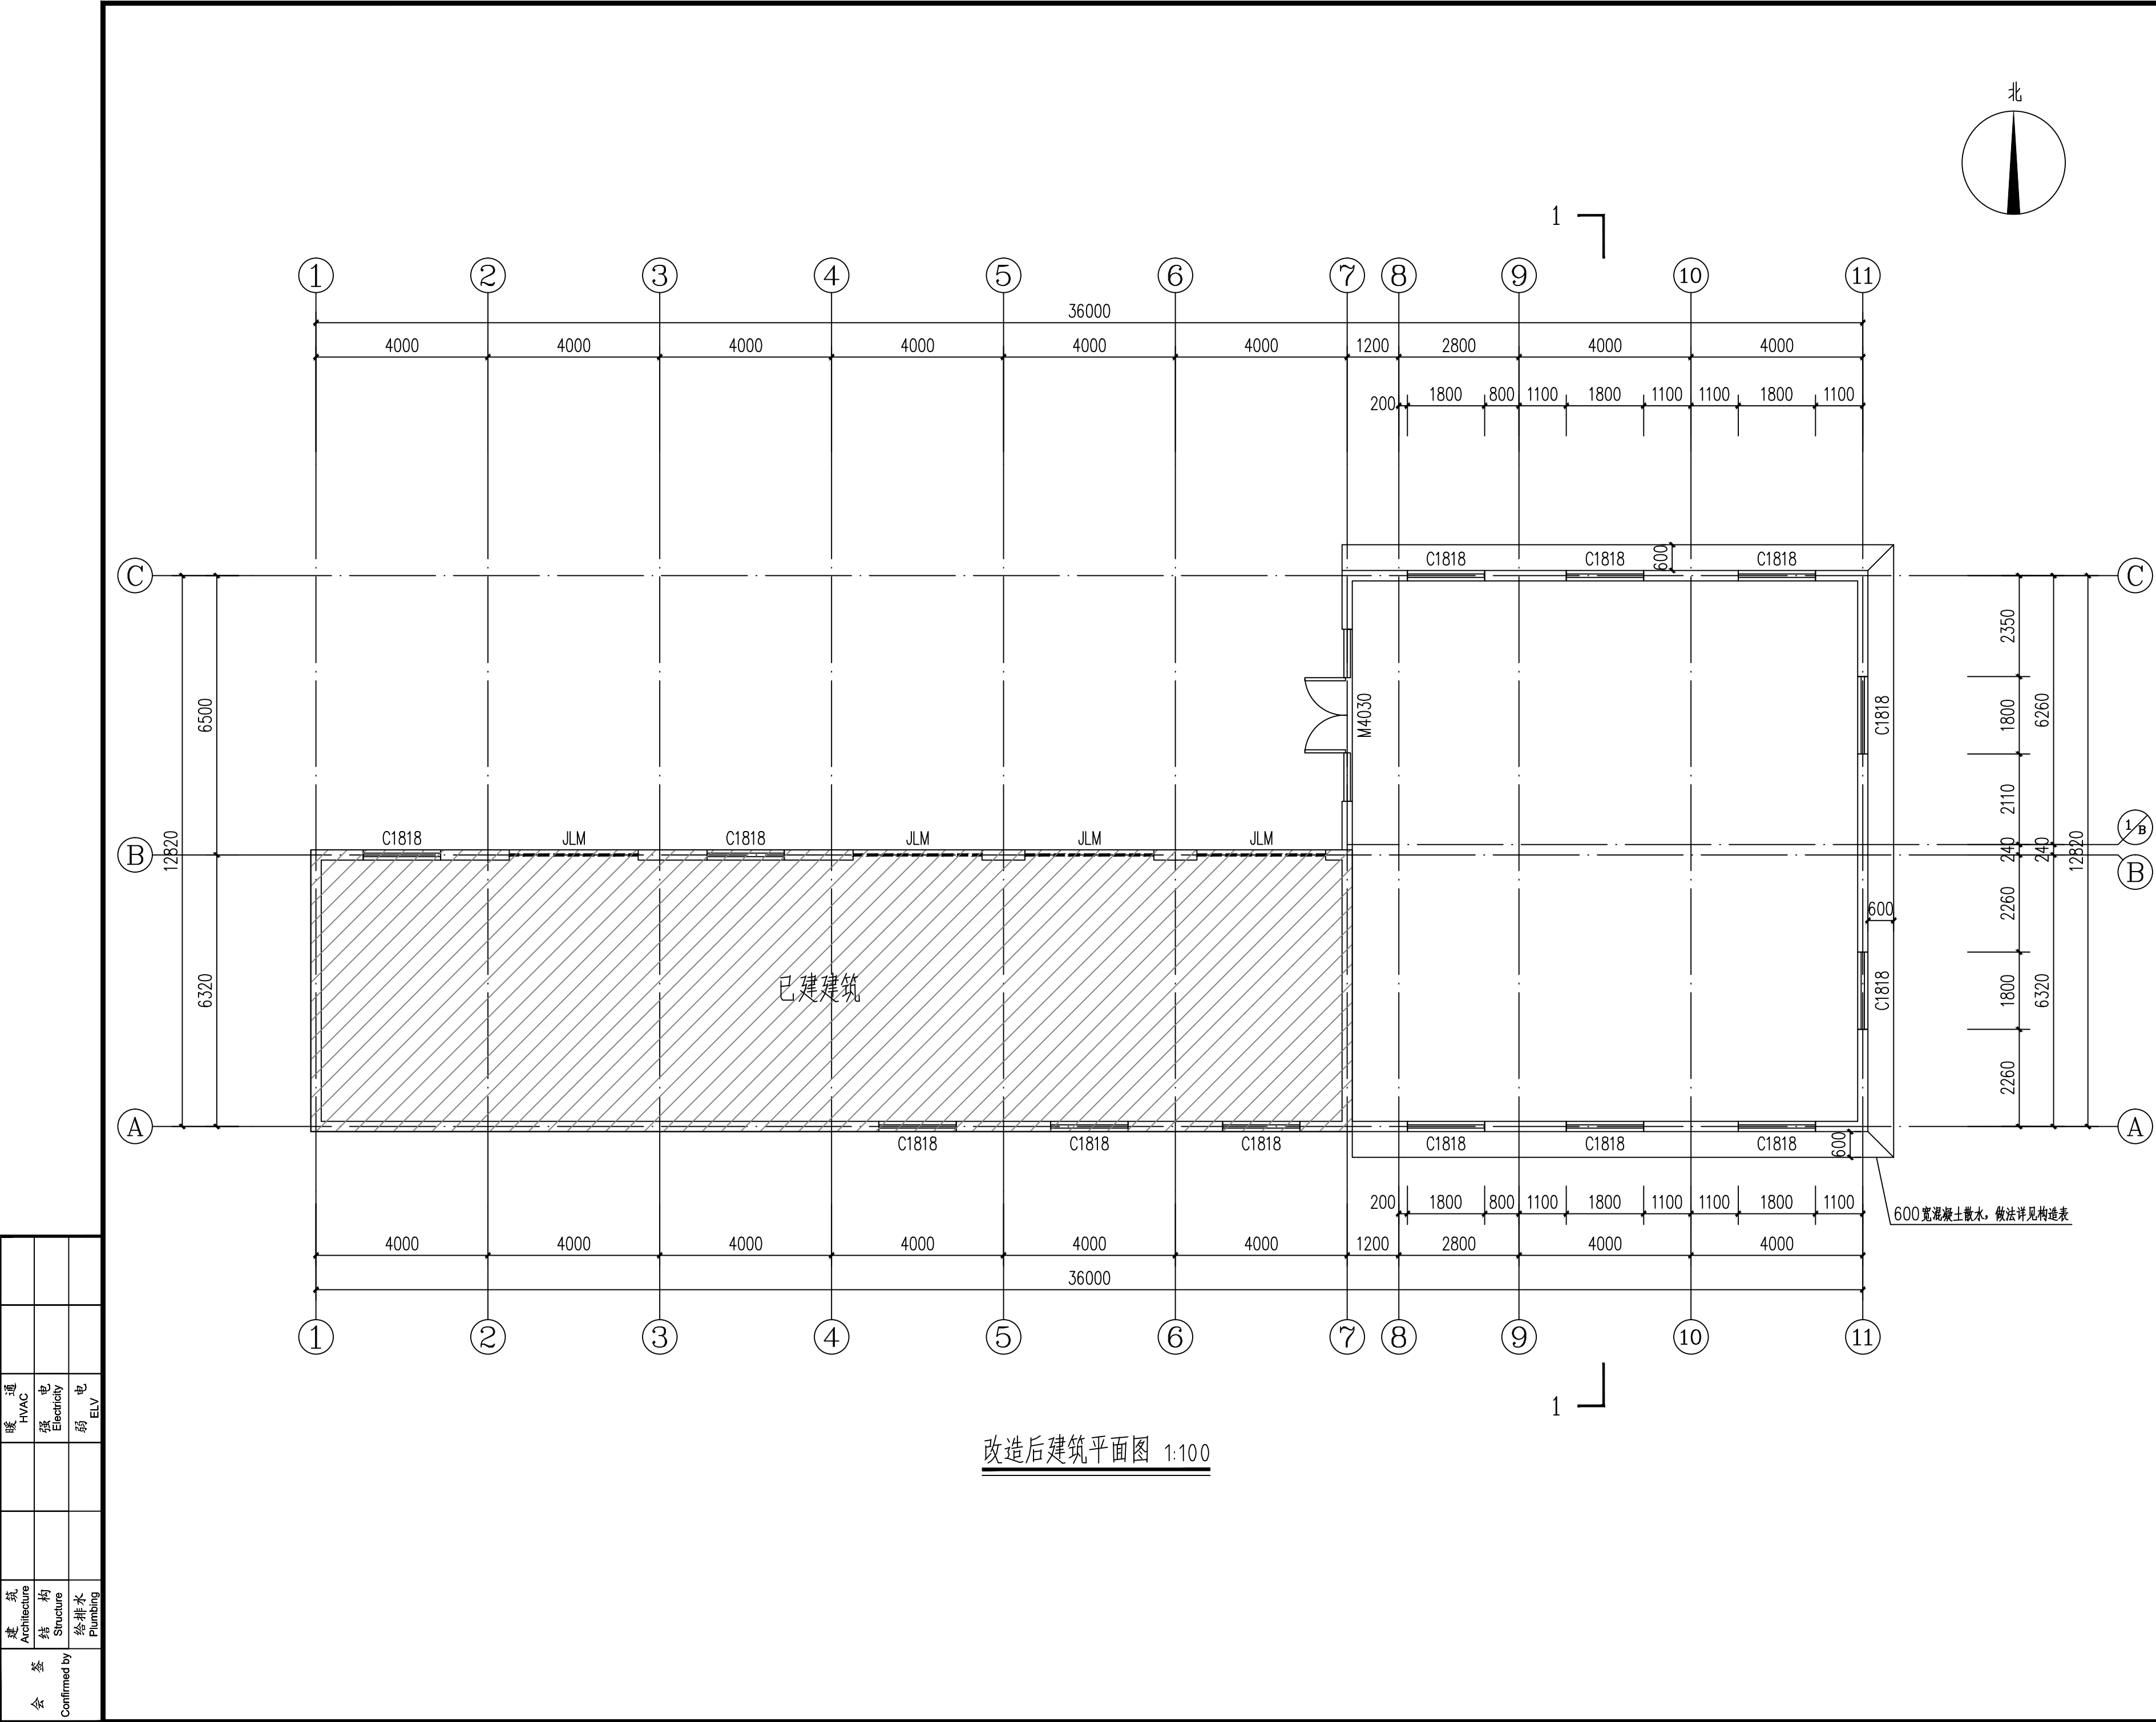 北
1
1 2 3 4 5 6 7 8 9 10 11
36000
4000 4000 4000 4000 4000 4000 1200 2800 4000 4000
200 1800 800 1100 1800 1100 1100 1800 1100
C1818 C1818 600 C1818
C C
2350
6500 M4030 C1818 1800 6260
2110
1/B
C1818 JLM C1818 JLM JLM JLM
B 12820 240 240 12820
B
2260
600
已建建筑
6320 C1818 1800 6320
2260
A A
C1818 C1818 C1818 C1818 C1818 C1818 600
200 1800 800 1100 1800 1100 1100 1800 1100
600宽混凝土散水，做法详见构造表
4000 4000 4000 4000 4000 4000 1200 2800 4000 4000
36000
1 2 3 4 5 6 7 8 9 10 11
1
改造后建筑平面图 1:100
暖 通
HVAC
强 电
Electricity
弱 电
ELV
建 筑
Architecture
结 构
Structure
给排水
Plumbing
会 签
Confirmed by